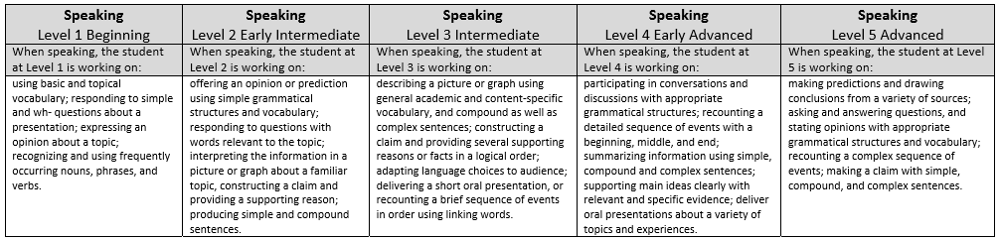 Speaking
Level 1 Beginning
When speaking, the student
at Level 1 is working on:
using basic and topical
vocabulary; responding to simple
and wh- questions about a
presentation; expressing an
opinion about a topic;
recognizing and using frequently
occurring nouns, phrases, and
verbs.
Speaking
Level 2 Early Intermediate
When speaking, the student at
Level 2 is working on:
offering an opinion or prediction
using simple grammatical
structures and vocabulary;
responding to questions with
words relevant to the topic;
interpreting the information in a
picture or graph about a familiar
topic, constructing a claim and
providing a supporting reason;
producing simple and compound
sentences.
Speaking
Level 3 Intermediate
When speaking, the student at
Level 3 is working on:
describing a picture or graph using
general academic and content-specific
vocabulary, and compound as well as
complex sentences; constructing a
claim and providing several supporting
reasons or facts in a logical order;
adapting language choices to audience;
delivering a short oral presentation, or
recounting a brief sequence of events
in order using linking words.
Speaking
Level 4 Early Advanced
When speaking, the student at
Level 4 is working on:
participating in conversations and
discussions with appropriate
grammatical structures; recounting a
detailed sequence of events with a
beginning, middle, and end;
summarizing information using simple,
compound and complex sentences;
supporting main ideas clearly with
relevant and specific evidence; deliver
oral presentations about a variety of
topics and experiences.
Speaking
Level 5 Advanced
When speaking, the student at Level
5 is working on:
making predictions and drawing
conclusions from a variety of sources;
asking and answering questions, and
stating opinions with appropriate
grammatical structures and vocabulary;
recounting a complex sequence of
events; making a claim with simple,
compound, and complex sentences.